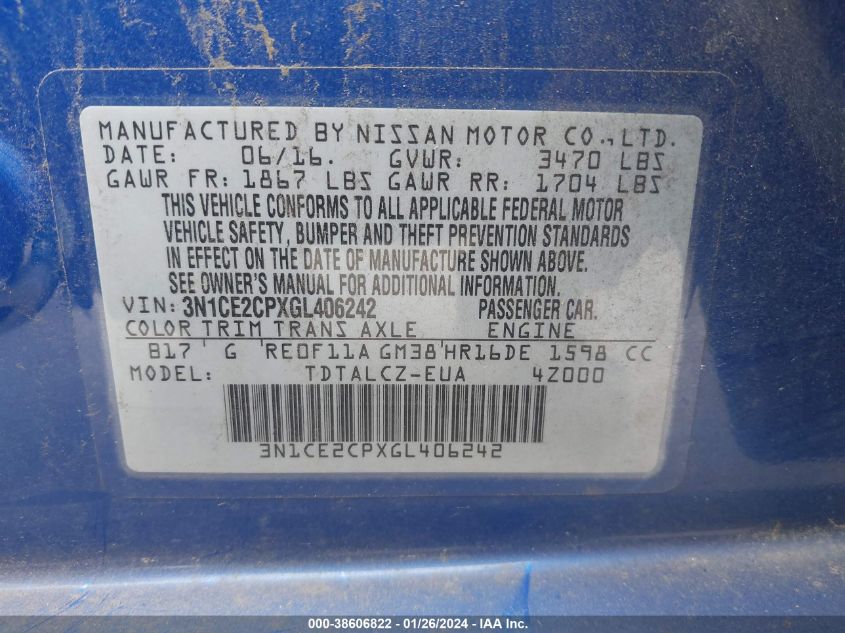 MANUFACTURED BY NISSAN MOTOR CO., LTD.
DATE: 06/16. GVWR: 3470 LBS
GAWR FR: 1867 LBS GAWR RR: 1704 LBS
THIS VEHICLE CONFORMS TO ALL APPLICABLE FEDERAL MOTOR
VEHICLE SAFETY, BUMPER AND THEFT PREVENTION STANDARDS
IN EFFECT ON THE DATE OF MANUFACTURE SHOWN ABOVE.
SEE OWNER'S MANUAL FOR ADDITIONAL INFORMATION
VIN: 3N1CE2CPXGL406242 PASSENGER CAR.
COLOR TRIM TRANS AXLE ENGINE
B17 G RE0F11A GM38 HR16DE 1598 CC
MODEL: TDTALCZ-EUA 4Z000
3N1CE2CPXGL406242
000-38606822 - 01/26/2024 - IAA Inc.